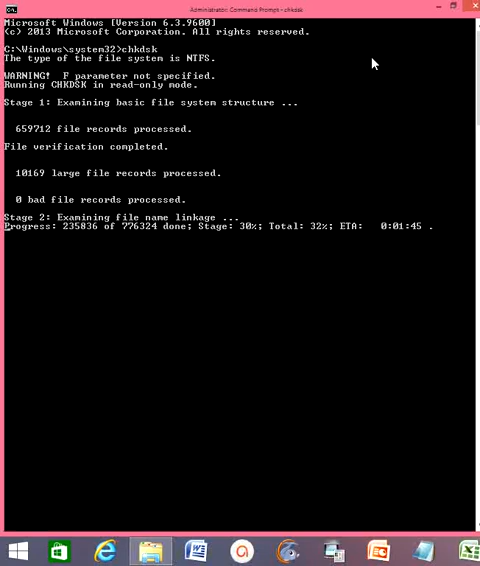 Administrator: Command Prompt - chkdsk
Microsoft Windows [Version 6.3.9600]
(c) 2013 Microsoft Corporation. All rights reserved.
C:\Windows\system32>chkdsk
The type of the file system is NTFS.
WARNING!  F parameter not specified.
Running CHKDSK in read-only mode.
Stage 1: Examining basic file system structure ...
659712 file records processed.
File verification completed.
10169 large file records processed.
0 bad file records processed.
Stage 2: Examining file name linkage ...
Progress: 235836 of 776324 done; Stage: 30%; Total: 32%; ETA:   0:01:45 .